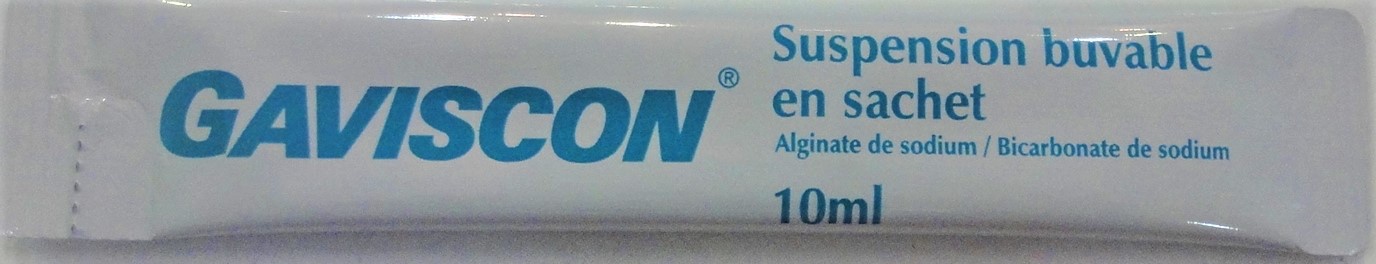 GAVISCON®
Suspension buvable
en sachet
Alginate de sodium / Bicarbonate de sodium
10ml